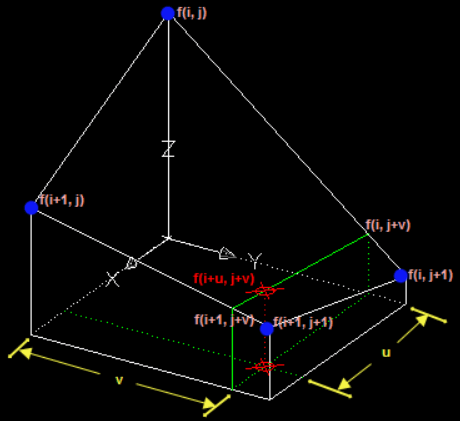 f(i, j)
Z
f(i+1, j)
f(i, j+v)
Y
X
f(i+u, j+v)
f(i, j+1)
f(i+1, j+v)
f(i+1, j+1)
u
v